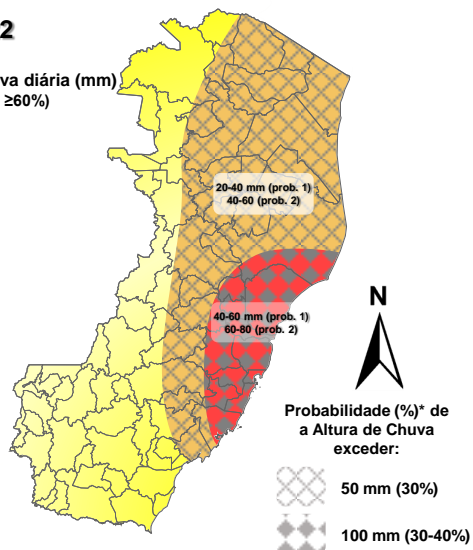 2
va diária (mm)
≥60%)
20-40 mm (prob. 1)
40-60 (prob. 2)
40-60 mm (prob. 1)
60-80 (prob. 2)
N
Probabilidade (%)* de
a Altura de Chuva
exceder:
50 mm (30%)
100 mm (30-40%)